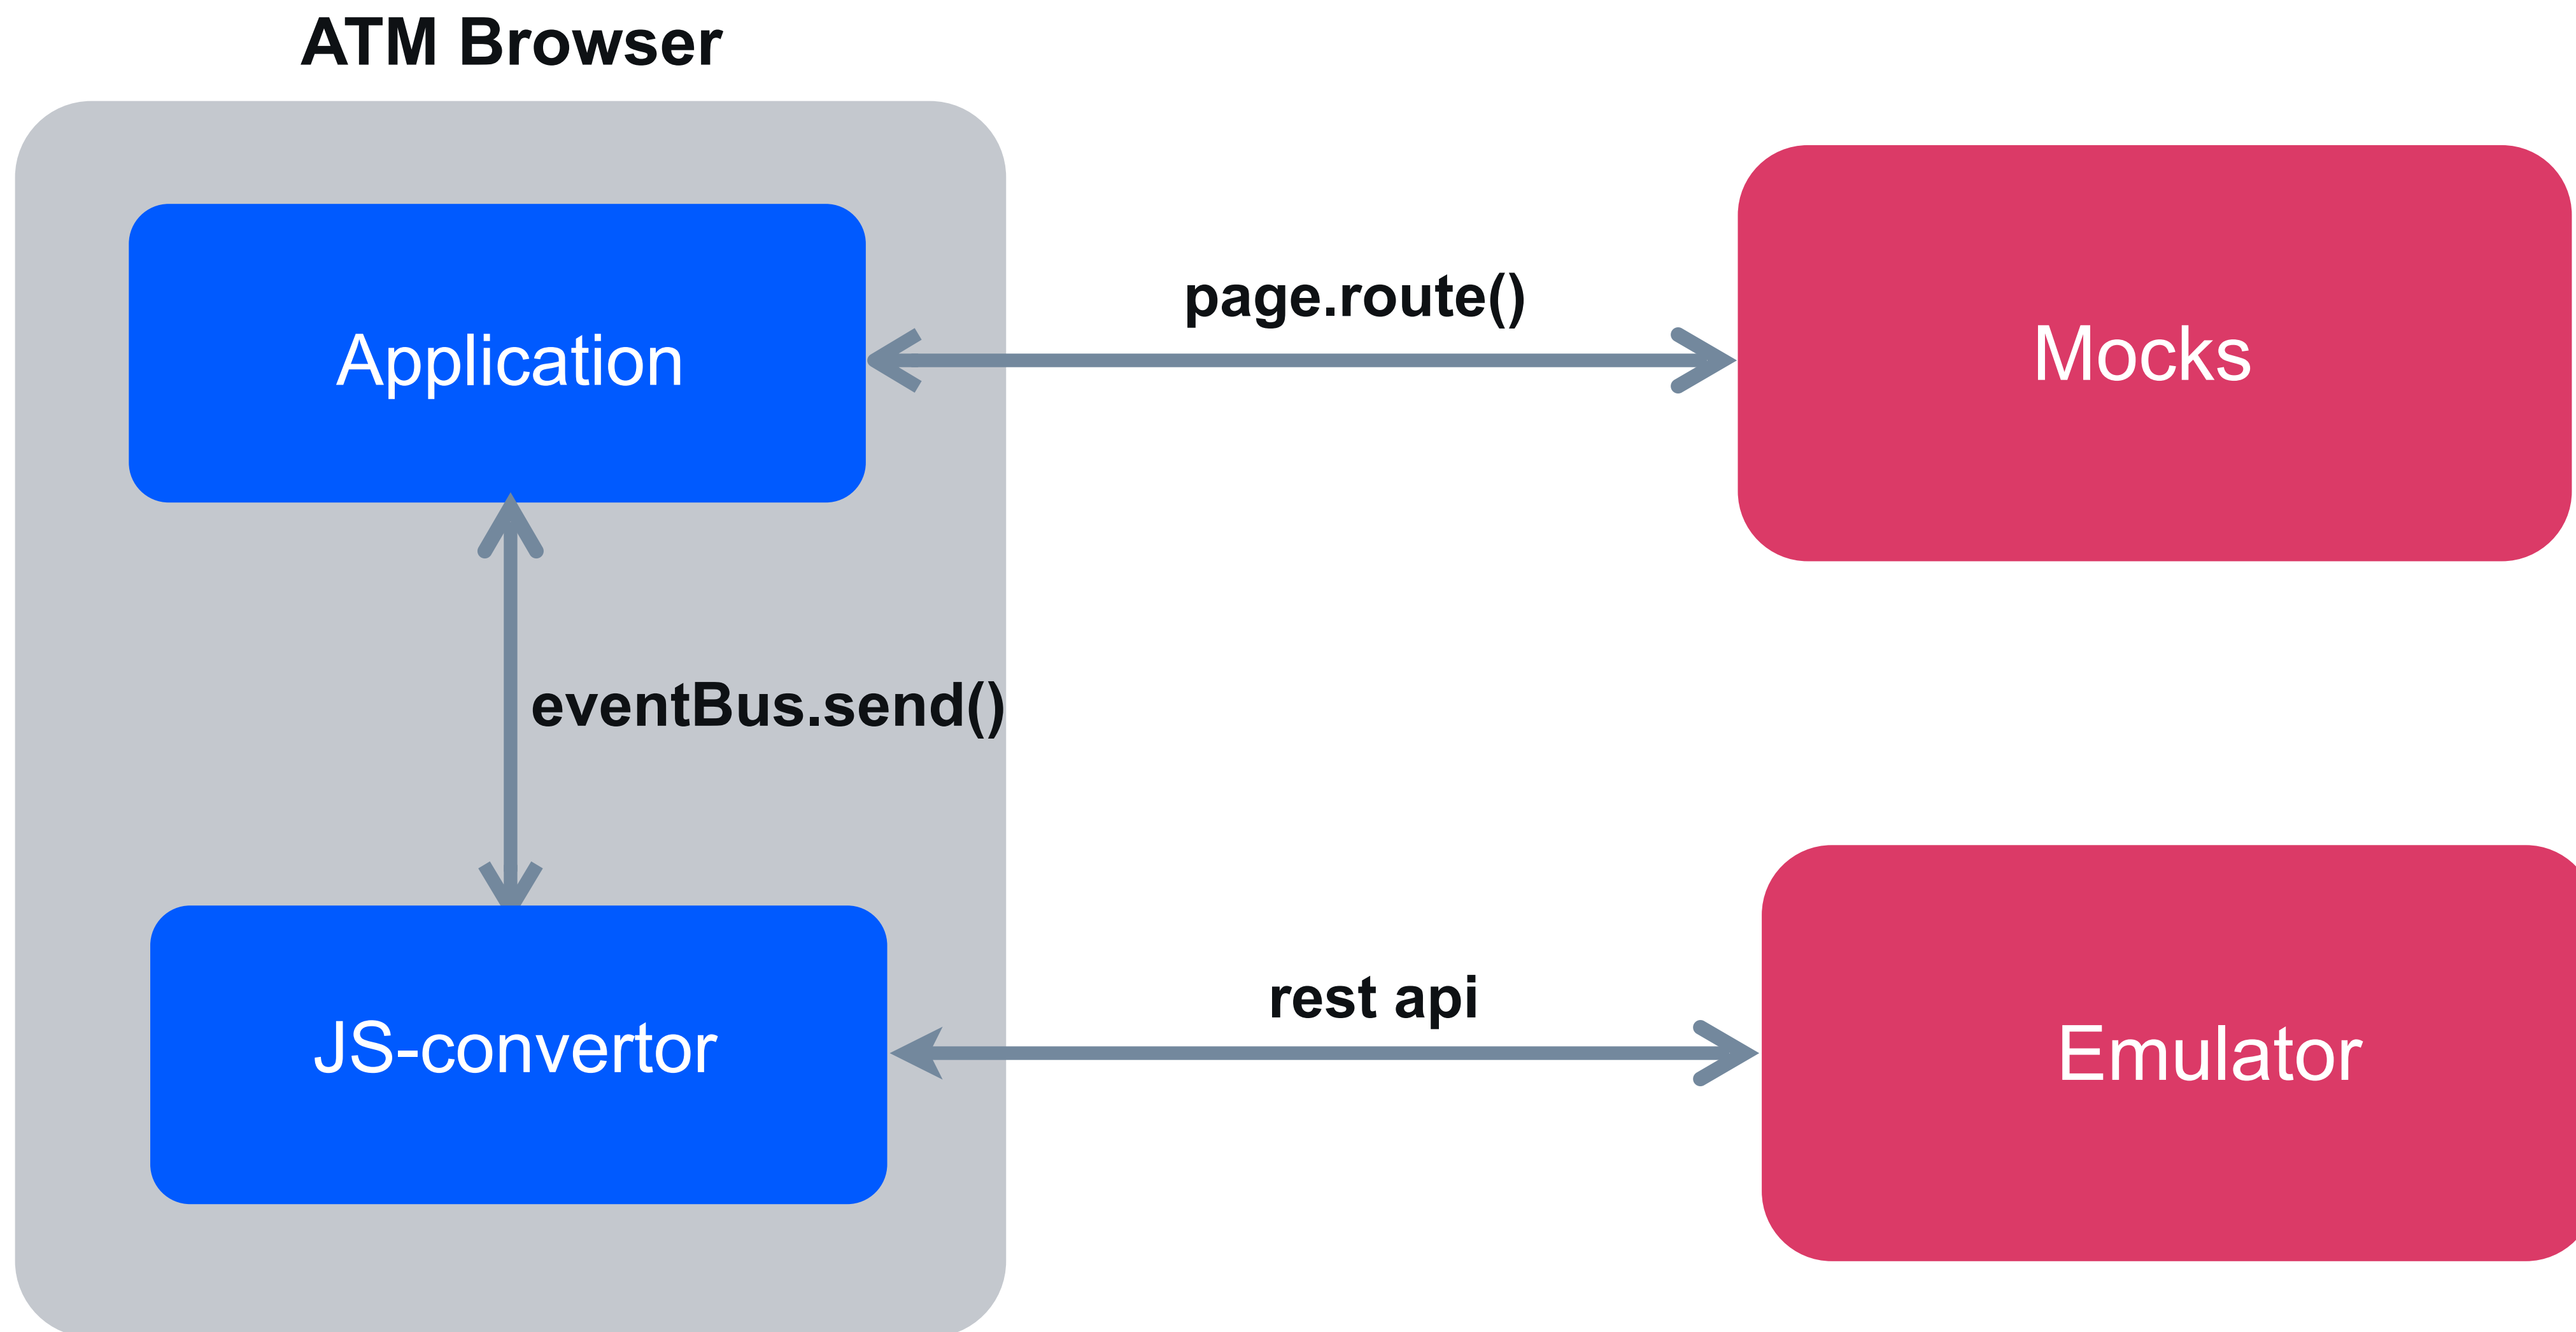 ATM Browser
Application
page.route()
Mocks
eventBus.send()
JS-convertor
rest api
Emulator